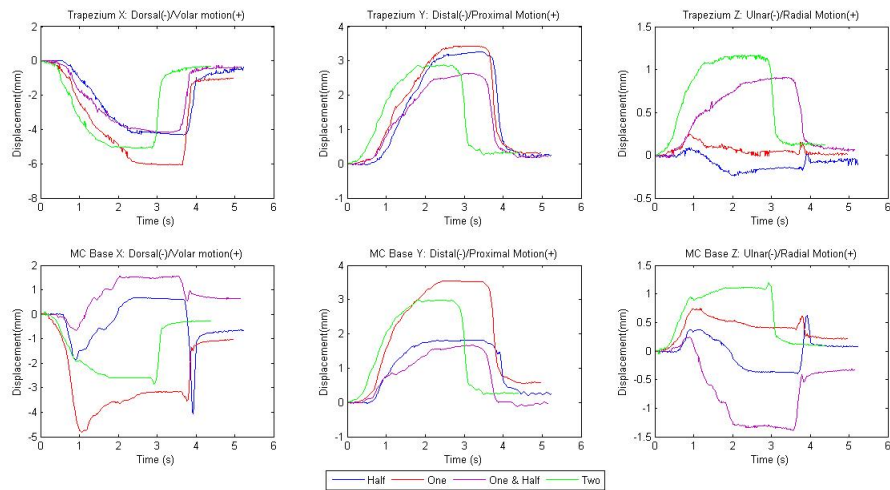 Trapezium X: Dorsal(-)/Volar motion(+)
Displacement(mm)
0
-2
-4
-6
-8
0 1 2 3 4 5 6
Time (s)
Trapezium Y: Distal(-)/Proximal Motion(+)
Displacement(mm)
4
3
2
1
0
-1
0 1 2 3 4 5 6
Time (s)
Trapezium Z: Ulnar(-)/Radial Motion(+)
Displacement(mm)
1.5
1
0.5
0
-0.5
0 1 2 3 4 5 6
Time (s)
MC Base X: Dorsal(-)/Volar motion(+)
Displacement(mm)
2
1
0
-1
-2
-3
-4
-5
0 1 2 3 4 5 6
Time (s)
MC Base Y: Distal(-)/Proximal Motion(+)
Displacement(mm)
4
3
2
1
0
-1
0 1 2 3 4 5 6
Time (s)
MC Base Z: Ulnar(-)/Radial Motion(+)
Displacement(mm)
1.5
1
0.5
0
-0.5
-1
-1.5
0 1 2 3 4 5 6
Time (s)
Half One One & Half Two